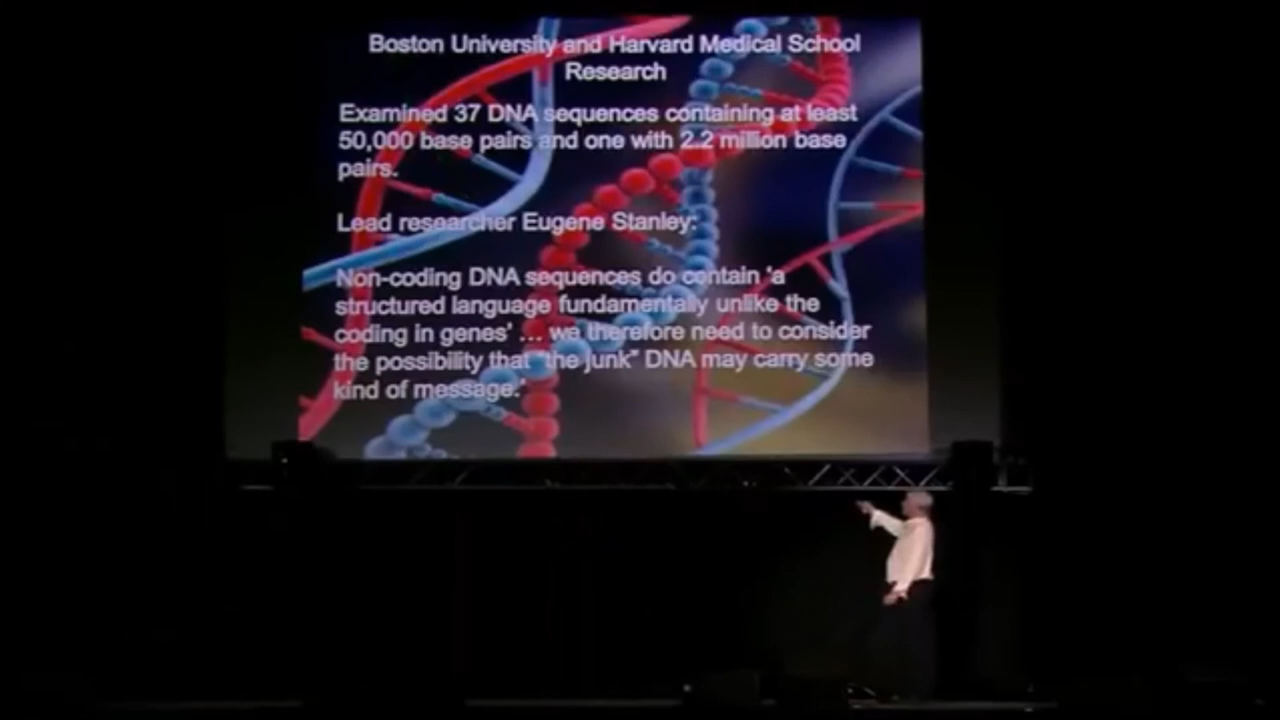 Boston University and Harvard Medical School
Research
Examined 37 DNA sequences containing at least
50,000 base pairs and one with 2.2 million base
pairs.
Lead researcher Eugene Stanley:
Non-coding DNA sequences do contain 'a
structured language fundamentally unlike the
coding in genes' ... we therefore need to consider
the possibility that "the junk" DNA may carry some
kind of message.'